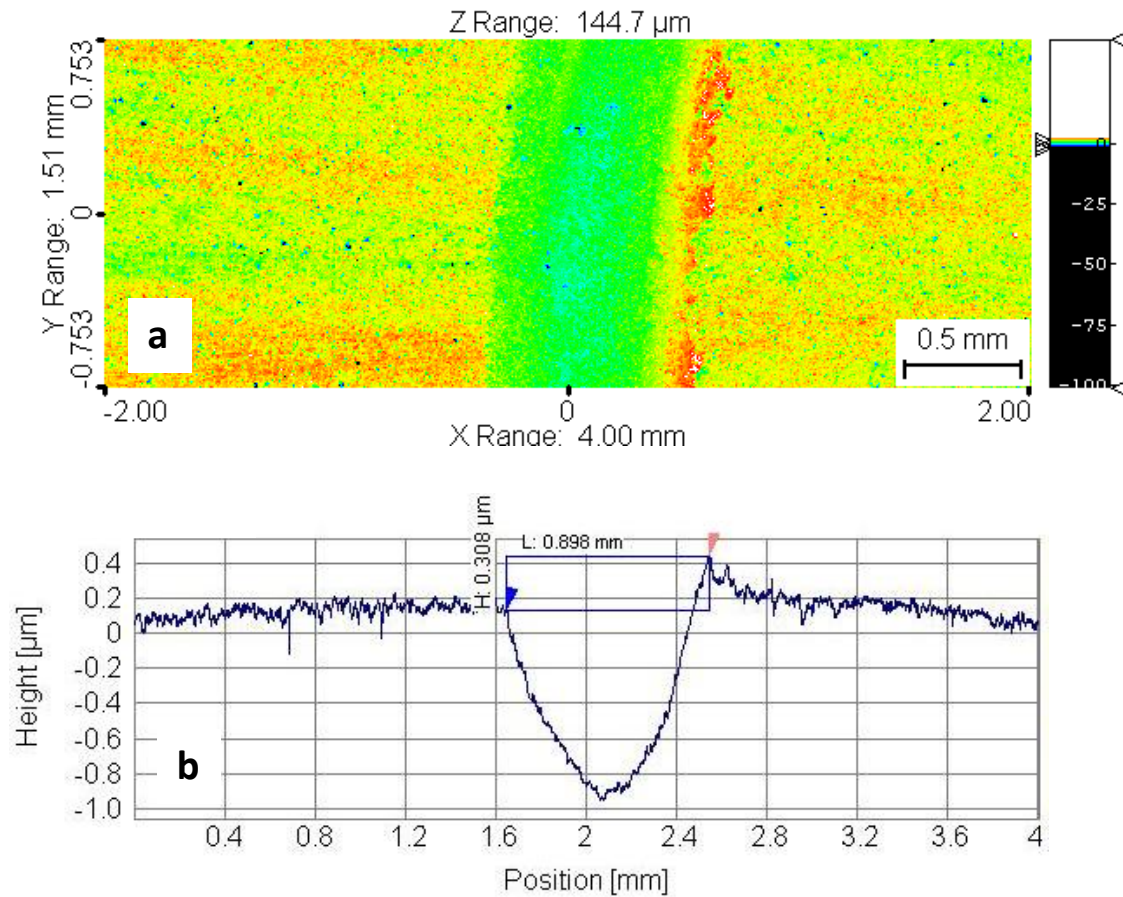 Z Range: 144.7 µm
Y Range: 1.51 mm
0.753
0
-0.753
a
0.5 mm
-2.00
0
2.00
X Range: 4.00 mm
0
-25
-50
-75
-100
H: 0.308 µm
L: 0.898 mm
Height [µm]
0.4
0.2
0
-0.2
-0.4
-0.6
-0.8
-1.0
b
0.4
0.8
1.2
1.6
2
2.4
2.8
3.2
3.6
4
Position [mm]